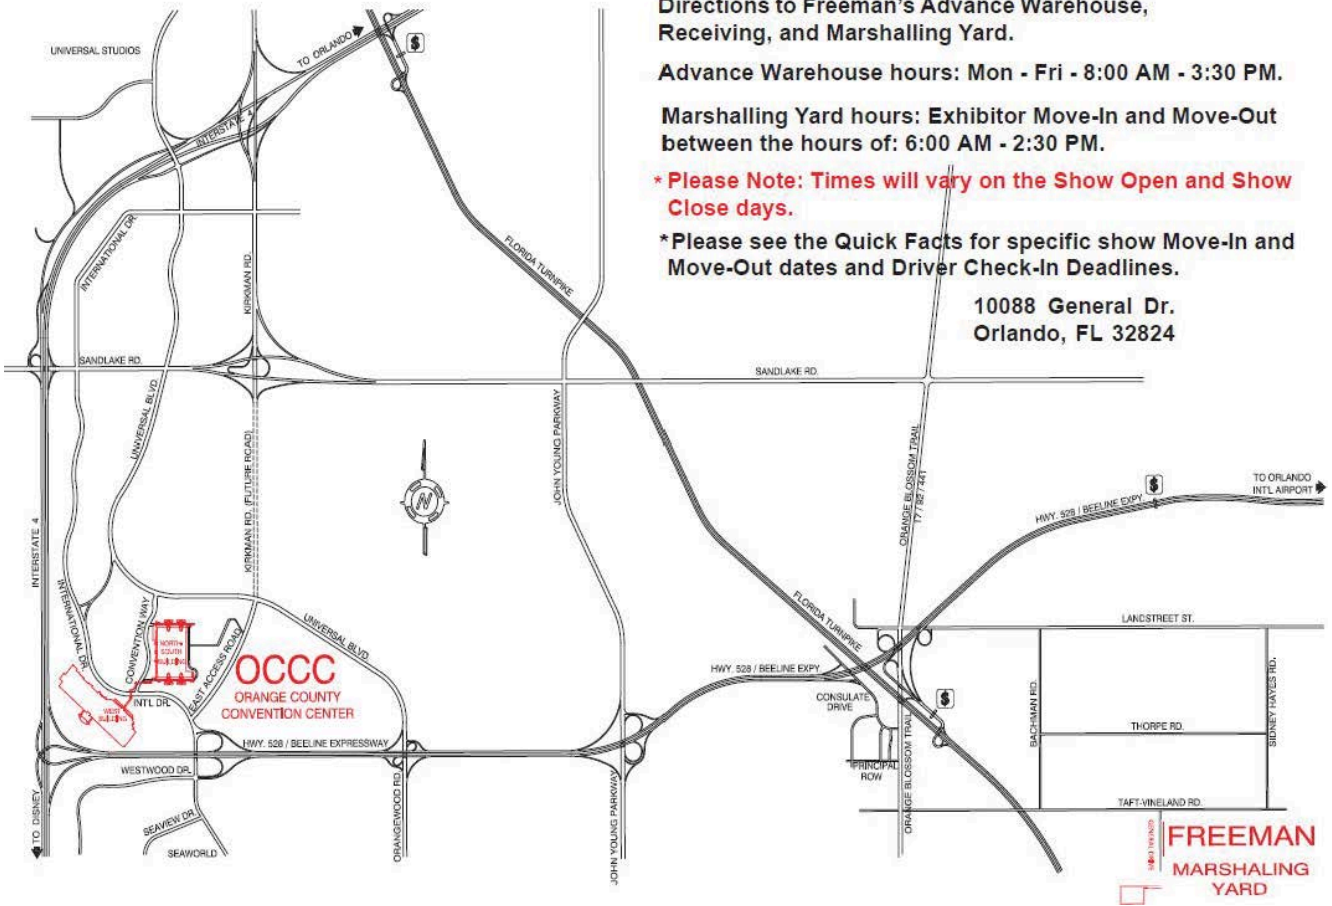 Directions to Freeman's Advance Warehouse,
Receiving, and Marshalling Yard.
Advance Warehouse hours: Mon - Fri - 8:00 AM - 3:30 PM.
Marshalling Yard hours: Exhibitor Move-In and Move-Out
between the hours of: 6:00 AM - 2:30 PM.
* Please Note: Times will vary on the Show Open and Show
Close days.
*Please see the Quick Facts for specific show Move-In and
Move-Out dates and Driver Check-In Deadlines.
10088 General Dr.
Orlando, FL 32824
UNIVERSAL STUDIOS
TO ORLANDO
$
INTERSTATE 4
INTERNATIONAL DR.
KIRKMAN RD.
FLORIDA TURNPIKE
SANDLAKE RD.
SANDLAKE RD.
UNIVERSAL BLVD.
JOHN YOUNG PARKWAY
KIRKMAN RD. (FUTURE ROAD)
N
ORANGE BLOSSOM TRAIL
17 / 92 / 441
$
TO ORLANDO
INT'L AIRPORT
HWY. 528 / BEELINE EXPY.
INTERSTATE 4
INTERNATIONAL DR.
CONVENTION WAY
NORTH
SOUTH
BUILDING
EAST ACCESS ROAD
UNIVERSAL BLVD.
OCCC
ORANGE COUNTY
CONVENTION CENTER
WEST
BUILDING
INT'L DR.
FLORIDA TURNPIKE
LANDSTREET ST.
HWY. 528 / BEELINE EXPY.
CONSULATE
DRIVE
$
BACHMAN RD.
THORPE RD.
SIDNEY HAYES RD.
HWY. 528 / BEELINE EXPRESSWAY
WESTWOOD DR.
PRINCIPAL
ROW
ORANGE BLOSSOM TRAIL
ORANGEWOOD RD.
JOHN YOUNG PARKWAY
TAFT-VINELAND RD.
TO DISNEY
SEAVIEW DR.
SEAWORLD
GENERAL DRIVE
FREEMAN
MARSHALING
YARD